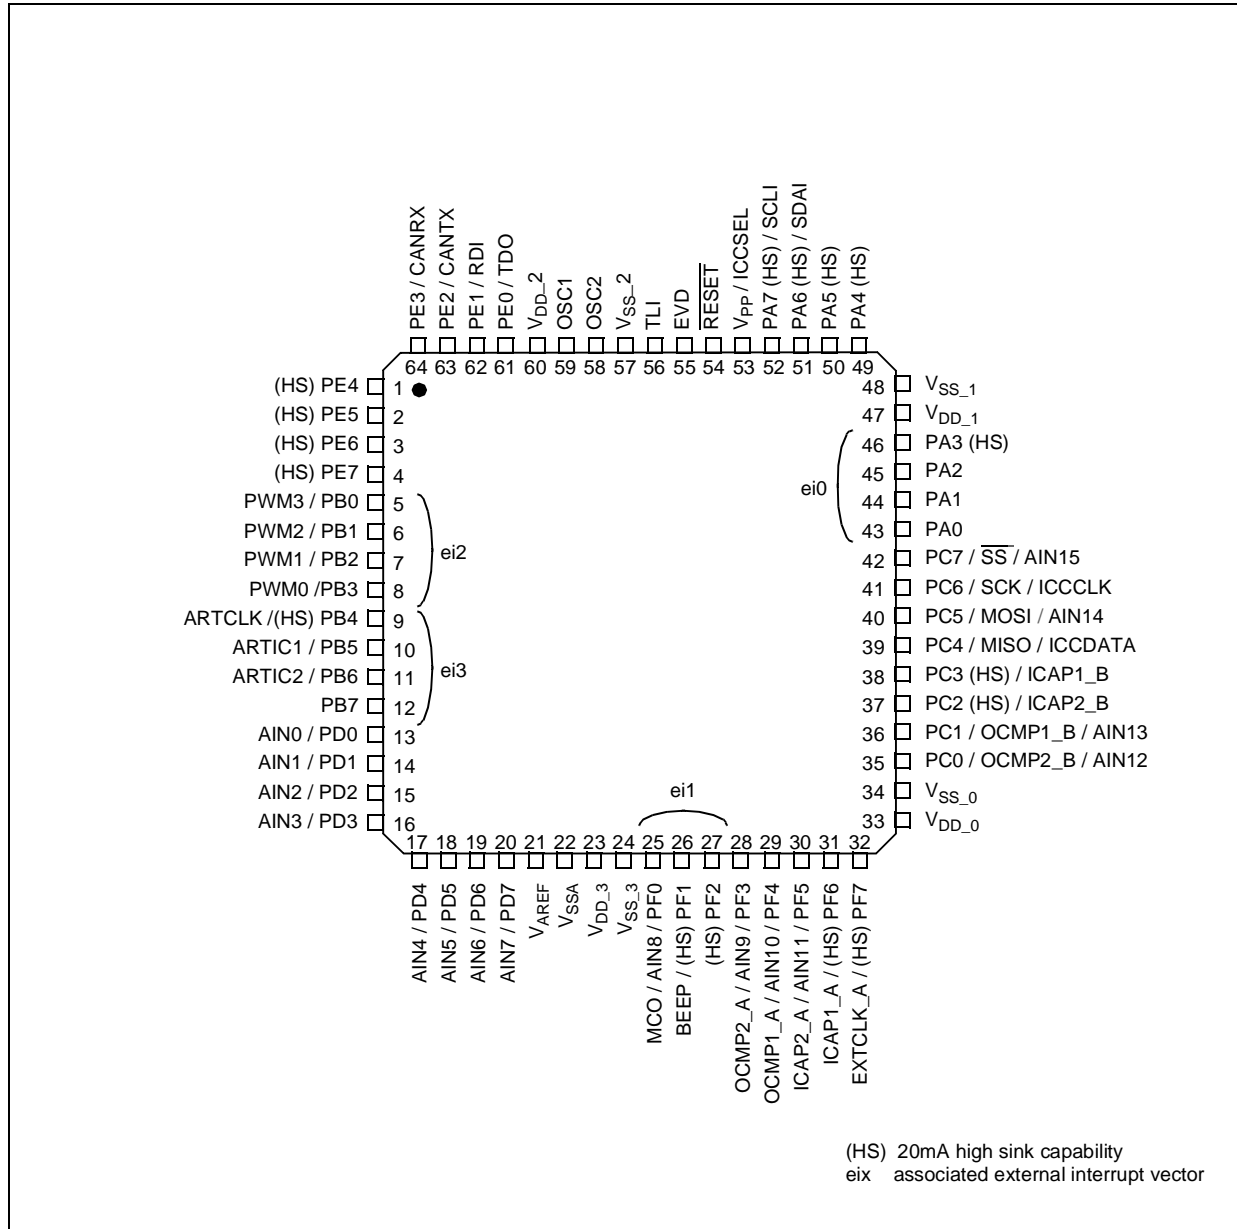 PE3 / CANRX
PE2 / CANTX
PE1 / RDI
PE0 / TDO
VDD_2
OSC1
OSC2
VSS_2
TLI
EVD
RESET
VPP / ICCSEL
PA7 (HS) / SCLI
PA6 (HS) / SDAI
PA5 (HS)
PA4 (HS)
64 63 62 61 60 59 58 57 56 55 54 53 52 51 50 49
(HS) PE4 1
(HS) PE5 2
(HS) PE6 3
(HS) PE7 4
PWM3 / PB0 5
PWM2 / PB1 6
PWM1 / PB2 7
PWM0 /PB3 8
ei2
ARTCLK /(HS) PB4 9
ARTIC1 / PB5 10
ARTIC2 / PB6 11
PB7 12
ei3
AIN0 / PD0 13
AIN1 / PD1 14
AIN2 / PD2 15
AIN3 / PD3 16
48 VSS_1
47 VDD_1
46 PA3 (HS)
45 PA2
44 PA1
43 PA0
ei0
42 PC7 / SS / AIN15
41 PC6 / SCK / ICCCLK
40 PC5 / MOSI / AIN14
39 PC4 / MISO / ICCDATA
38 PC3 (HS) / ICAP1_B
37 PC2 (HS) / ICAP2_B
36 PC1 / OCMP1_B / AIN13
35 PC0 / OCMP2_B / AIN12
34 VSS_0
33 VDD_0
ei1
17 18 19 20 21 22 23 24 25 26 27 28 29 30 31 32
AIN4 / PD4
AIN5 / PD5
AIN6 / PD6
AIN7 / PD7
VAREF
VSSA
VDD_3
VSS_3
MCO / AIN8 / PF0
BEEP / (HS) PF1
(HS) PF2
OCMP2_A / AIN9 / PF3
OCMP1_A / AIN10 / PF4
ICAP2_A / AIN11 / PF5
ICAP1_A / (HS) PF6
EXTCLK_A / (HS) PF7
(HS) 20mA high sink capability
eix associated external interrupt vector